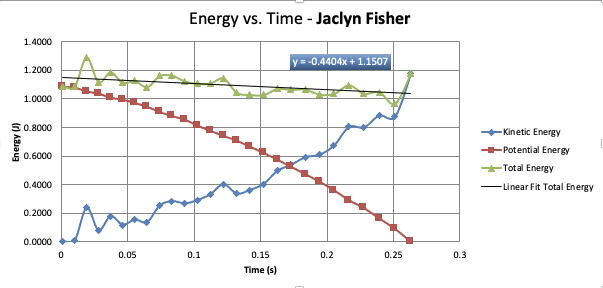 Energy vs. Time - Jaclyn Fisher
y = -0.4404x + 1.1507
1.4000
1.2000
1.0000
0.8000
0.6000
0.4000
0.2000
0.0000
Energy (J)
0 0.05 0.1 0.15 0.2 0.25 0.3
Time (s)
Kinetic Energy
Potential Energy
Total Energy
Linear Fit Total Energy